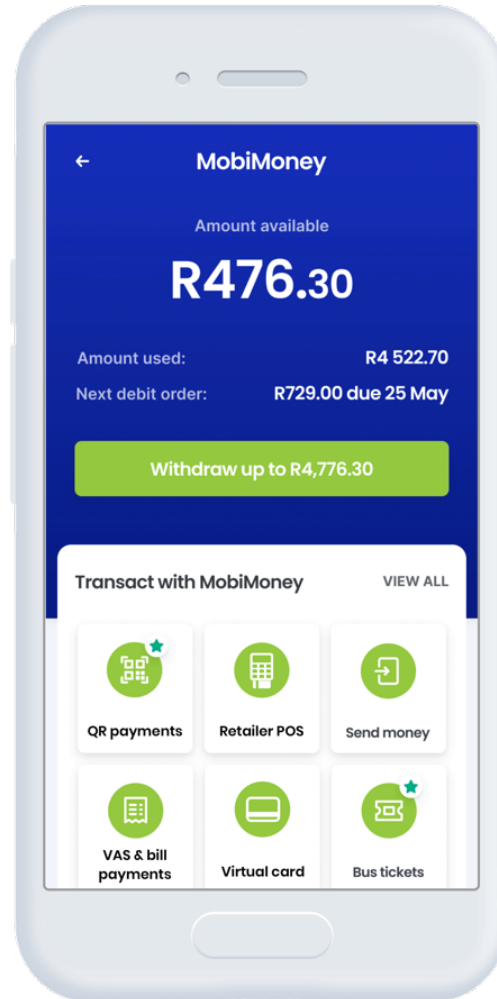 MobiMoney
Amount available
R476.30
Amount used: R4 522.70
Next debit order: R729.00 due 25 May
Withdraw up to R4,776.30
Transact with MobiMoney VIEW ALL
QR payments Retailer POS Send money
VAS & bill
payments Virtual card Bus tickets